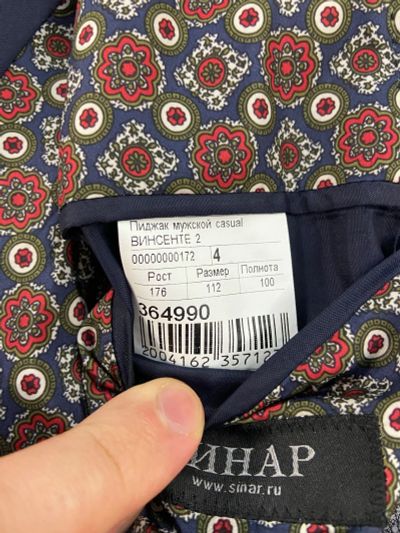 Пиджак мужской casual
ВИНСЕНТЕ 2
00000000172 4
Рост Размер Полнота
176 112 100
364990
2004162 35712
ИНАР
www.sinar.ru